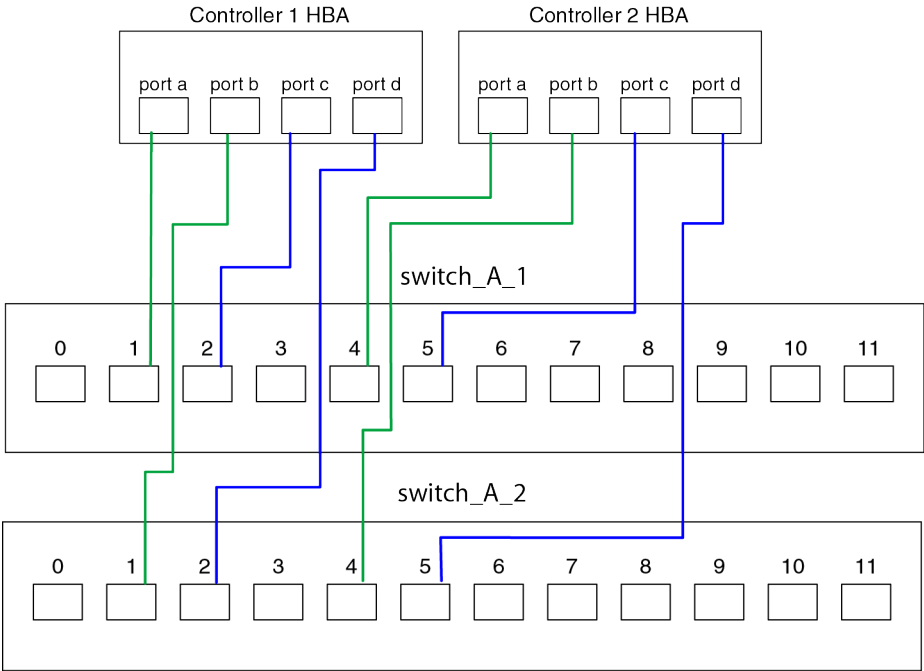 Controller 1 HBA
Controller 2 HBA
port a port b port c port d
port a port b port c port d
switch_A_1
0 1 2 3 4 5 6 7 8 9 10 11
switch_A_2
0 1 2 3 4 5 6 7 8 9 10 11